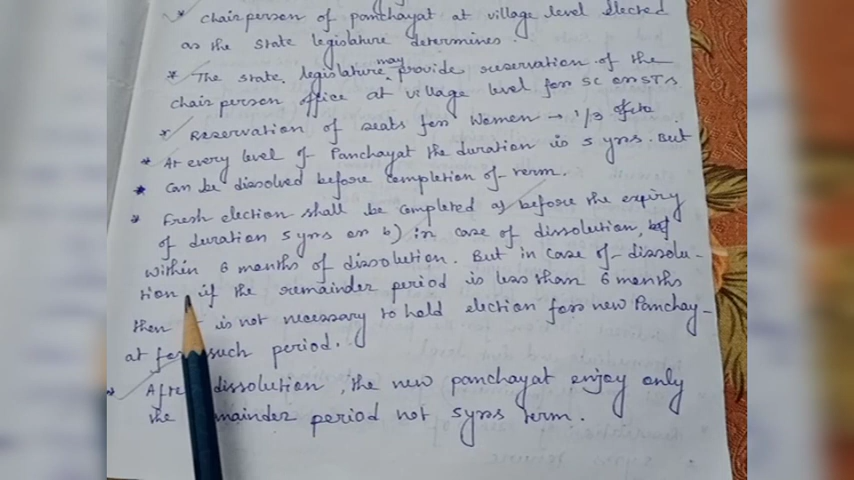 * Chairperson of panchayat at village level elected
as the state legislature determines.
* The state legislature may provide reservation of the
chairperson office at village level for SC or STs
* Reservation of seats for Women → 1/3 of to
* At every level of Panchayat the duration is 5 yrs. But
* Can be dissolved before completion of term.
* Fresh election shall be completed a) before the expiry
of duration 5 yrs or b) in case of dissolution,
within 6 months of dissolution. But in case of dissolu-
tion if the remainder period is less than 6 months
then is not necessary to hold election for new Panchay-
at for such period.
* After dissolution, the new panchayat enjoy only
the remainder period not 5 yrs term.